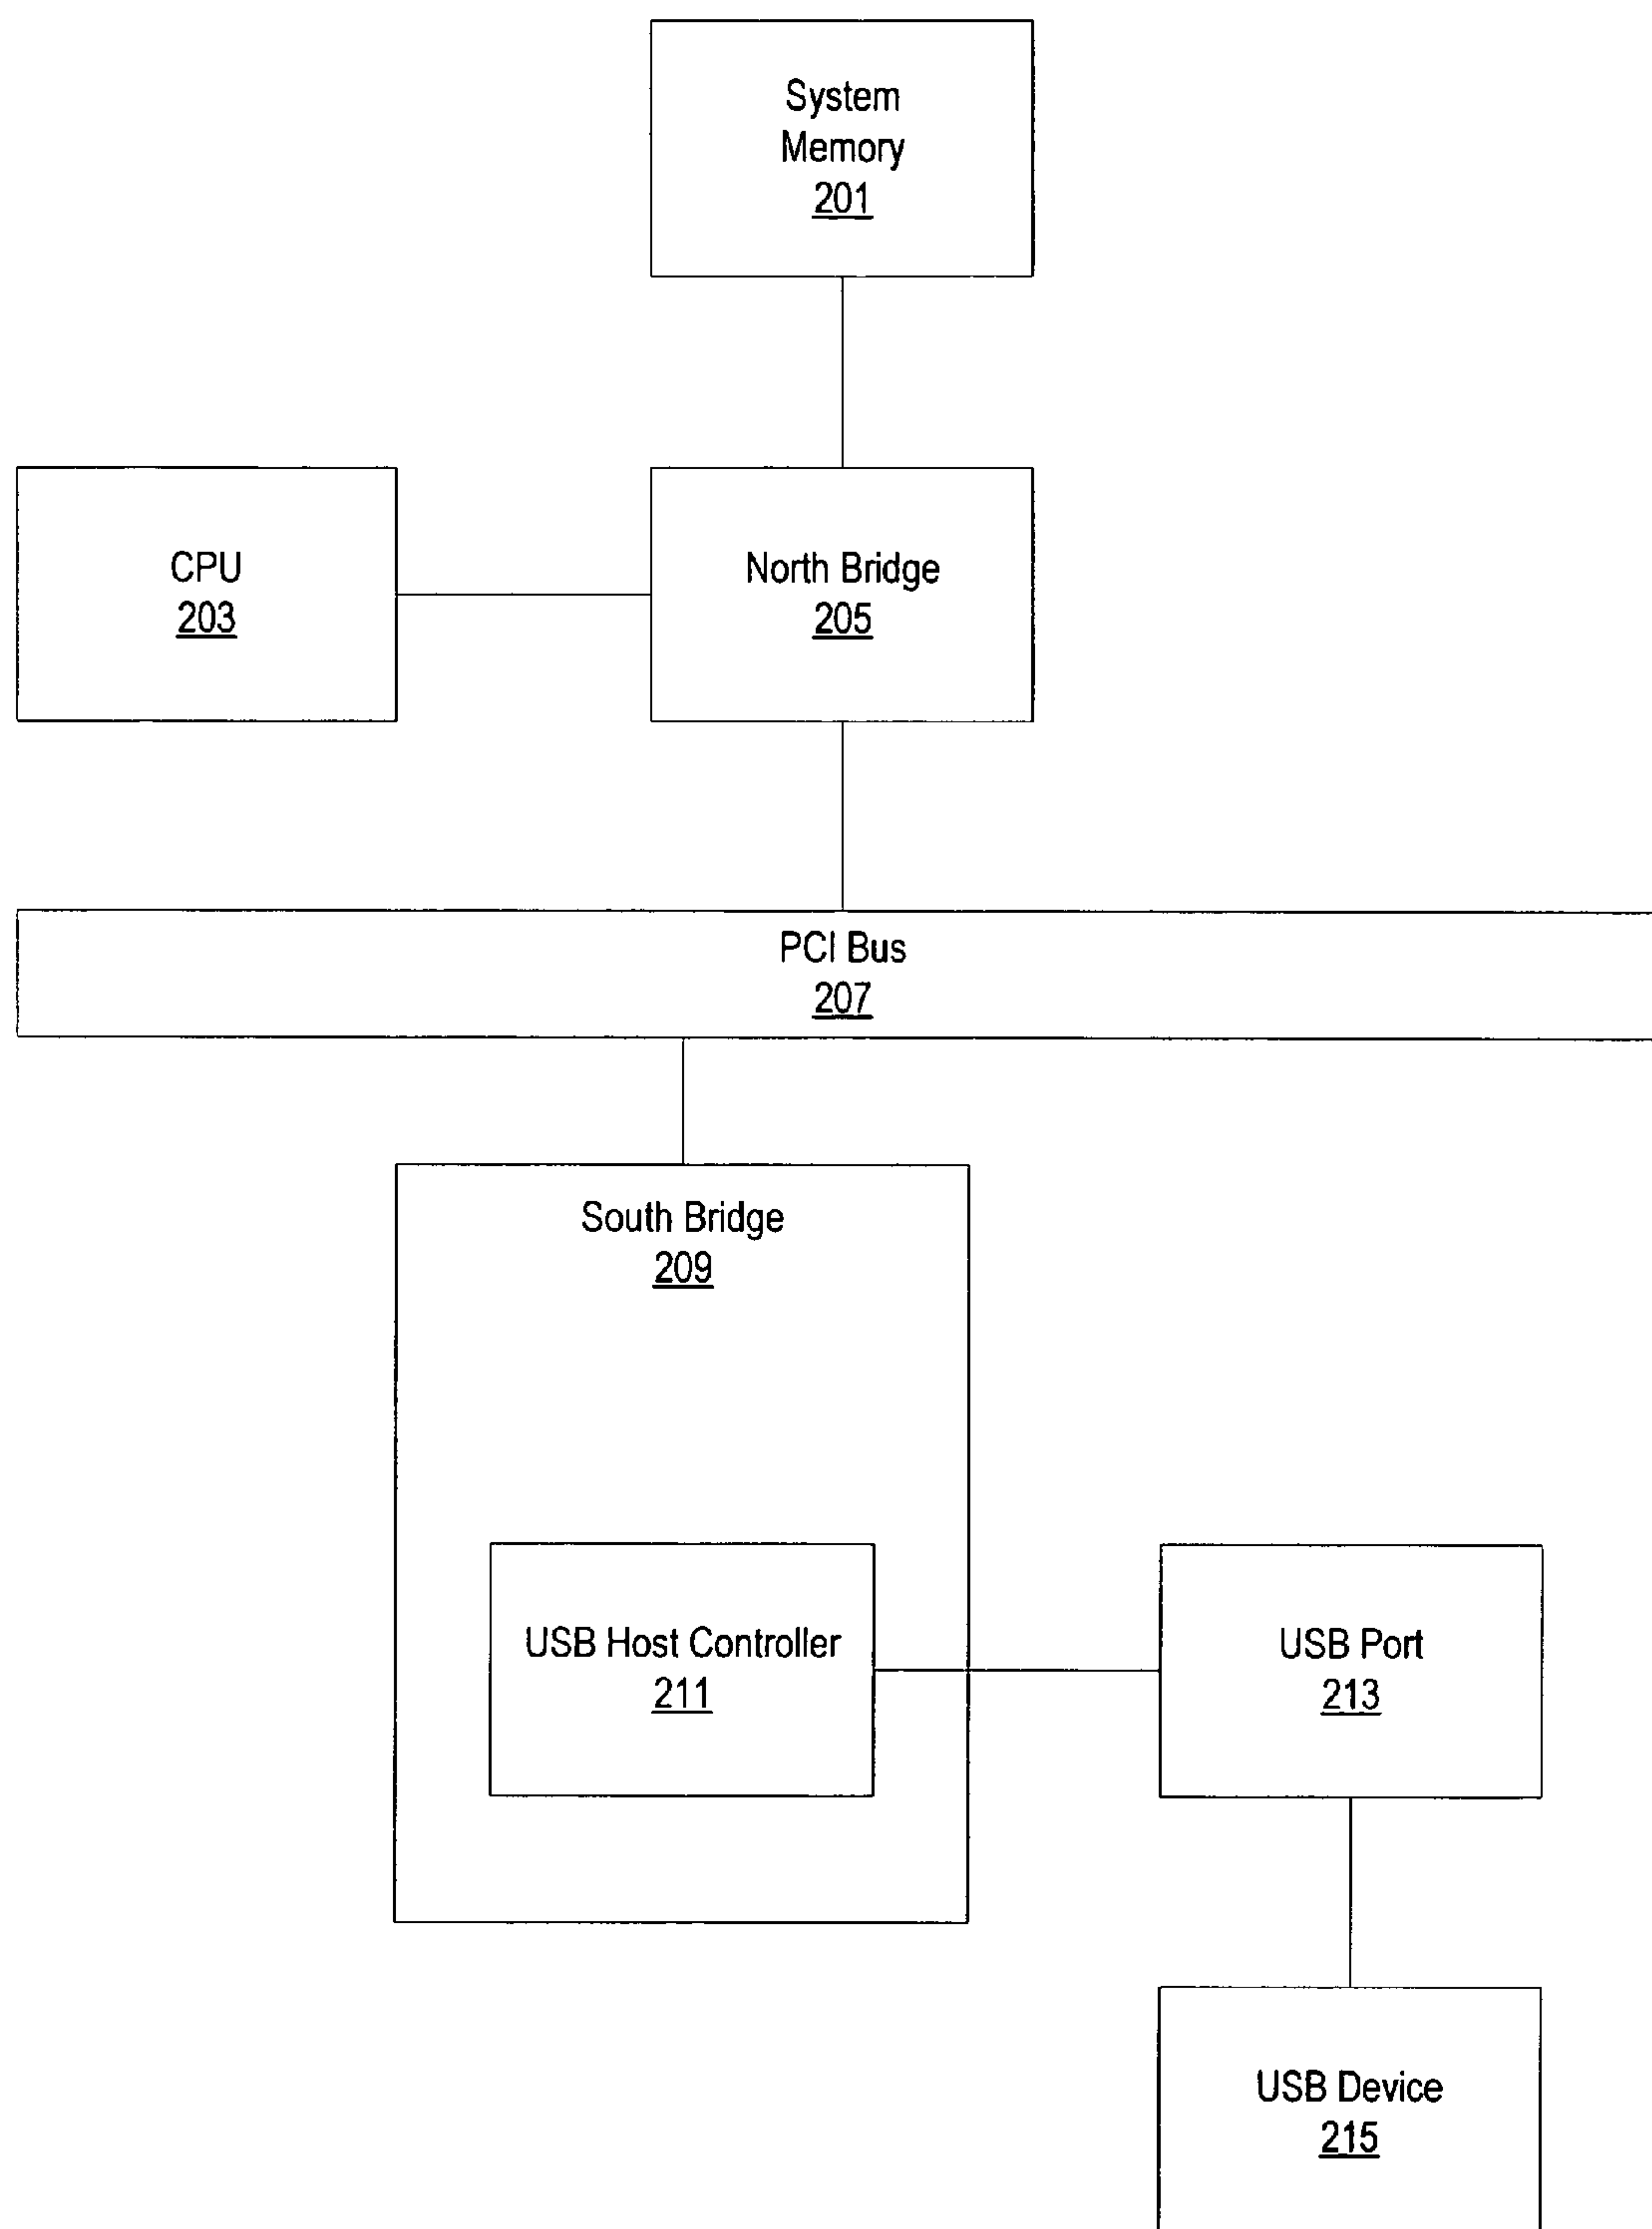 System
Memory
201
CPU
203
North Bridge
205
PCI Bus
207
South Bridge
209
USB Host Controller
211
USB Port
213
USB Device
215